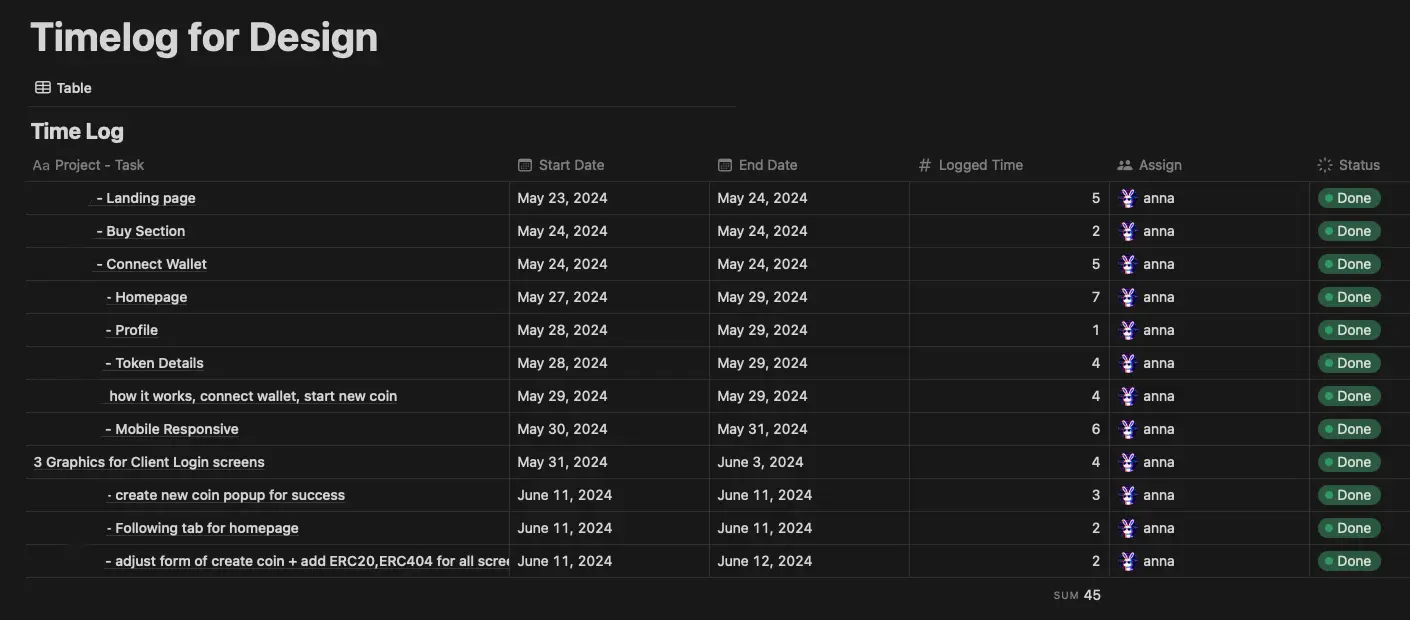 Timelog for Design
Table
Time Log
Aa Project - Task Start Date End Date # Logged Time Assign Status
- Landing page May 23, 2024 May 24, 2024 5 anna Done
- Buy Section May 24, 2024 May 24, 2024 2 anna Done
- Connect Wallet May 24, 2024 May 24, 2024 5 anna Done
- Homepage May 27, 2024 May 29, 2024 7 anna Done
- Profile May 28, 2024 May 29, 2024 1 anna Done
- Token Details May 28, 2024 May 29, 2024 4 anna Done
how it works, connect wallet, start new coin May 29, 2024 May 29, 2024 4 anna Done
- Mobile Responsive May 30, 2024 May 31, 2024 6 anna Done
3 Graphics for Client Login screens May 31, 2024 June 3, 2024 4 anna Done
- create new coin popup for success June 11, 2024 June 11, 2024 3 anna Done
- Following tab for homepage June 11, 2024 June 11, 2024 2 anna Done
- adjust form of create coin + add ERC20,ERC404 for all scree June 11, 2024 June 12, 2024 2 anna Done
SUM 45